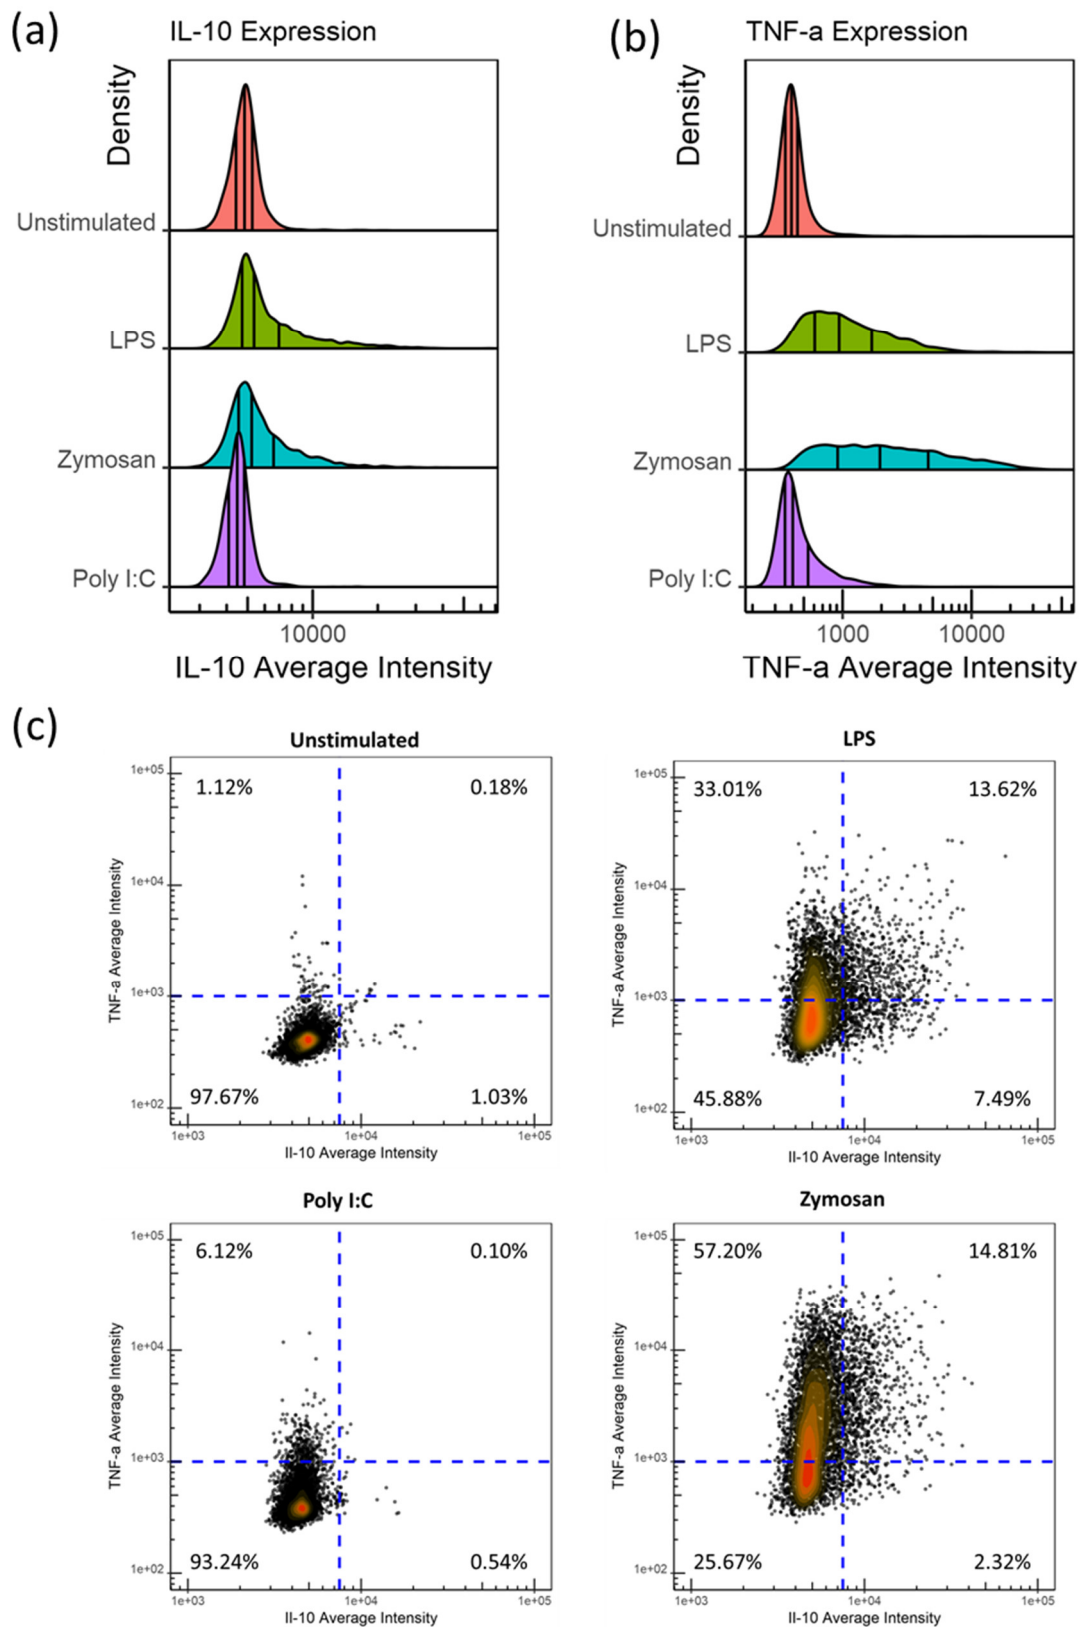 (a)
IL-10 Expression
Density
Unstimulated
LPS
Zymosan
Poly I:C
10000
IL-10 Average Intensity
(b)
TNF-a Expression
Density
Unstimulated
LPS
Zymosan
Poly I:C
1000 10000
TNF-a Average Intensity
(c)
Unstimulated
1e+05
1e+04
1e+03
1e+02
TNF-a Average Intensity
1.12% 0.18%
97.67% 1.03%
1e+03 1e+04 1e+05
Il-10 Average Intensity
LPS
1e+05
1e+04
1e+03
1e+02
TNF-a Average Intensity
33.01% 13.62%
45.88% 7.49%
1e+03 1e+04 1e+05
Il-10 Average Intensity
Poly I:C
1e+05
1e+04
1e+03
1e+02
TNF-a Average Intensity
6.12% 0.10%
93.24% 0.54%
1e+03 1e+04 1e+05
Il-10 Average Intensity
Zymosan
1e+05
1e+04
1e+03
1e+02
TNF-a Average Intensity
57.20% 14.81%
25.67% 2.32%
1e+03 1e+04 1e+05
Il-10 Average Intensity